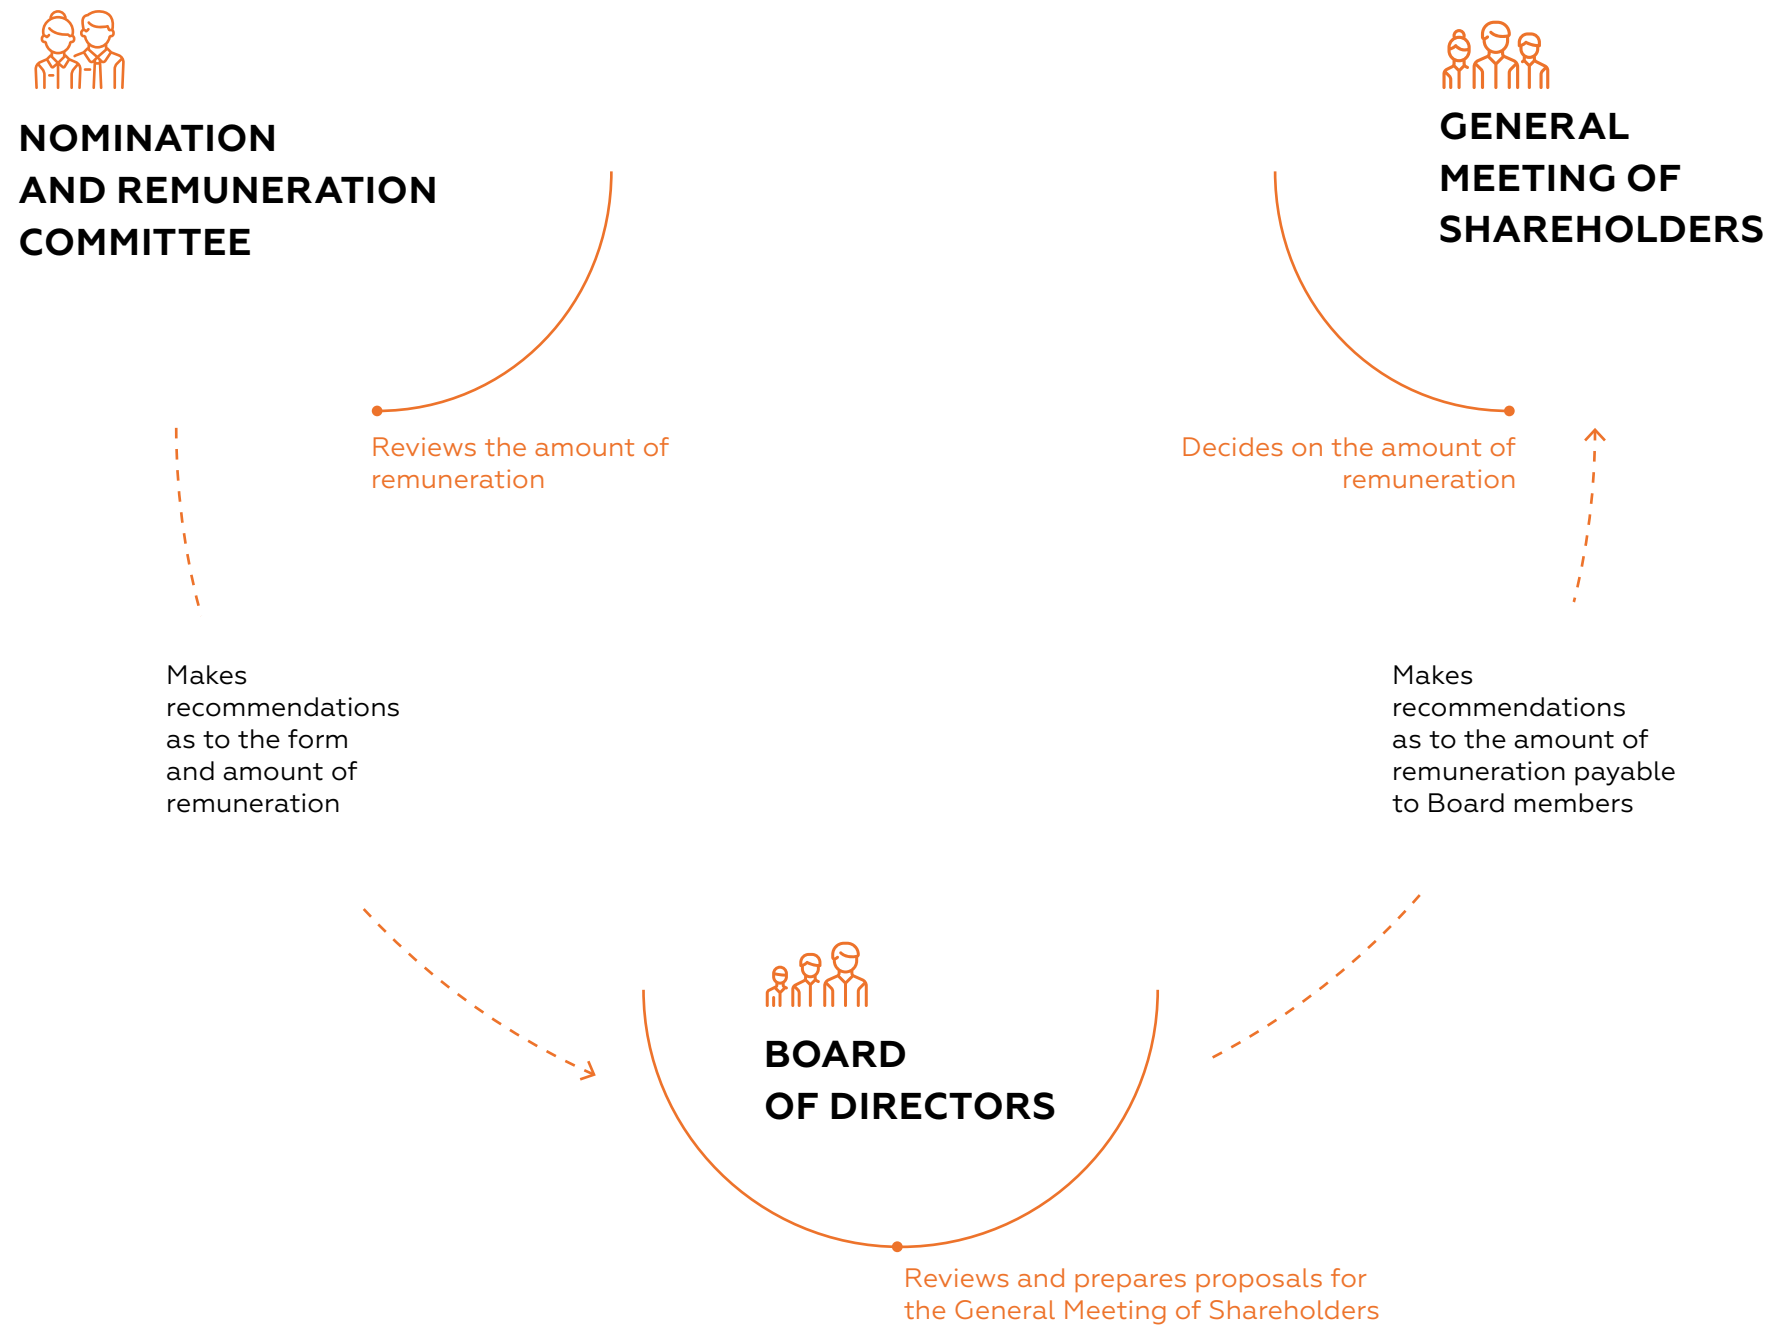 NOMINATION
AND REMUNERATION
COMMITTEE
GENERAL
MEETING OF
SHAREHOLDERS
Reviews the amount of
remuneration
Decides on the amount of
remuneration
Makes
recommendations
as to the form
and amount of
remuneration
Makes
recommendations
as to the amount of
remuneration payable
to Board members
BOARD
OF DIRECTORS
Reviews and prepares proposals for
the General Meeting of Shareholders